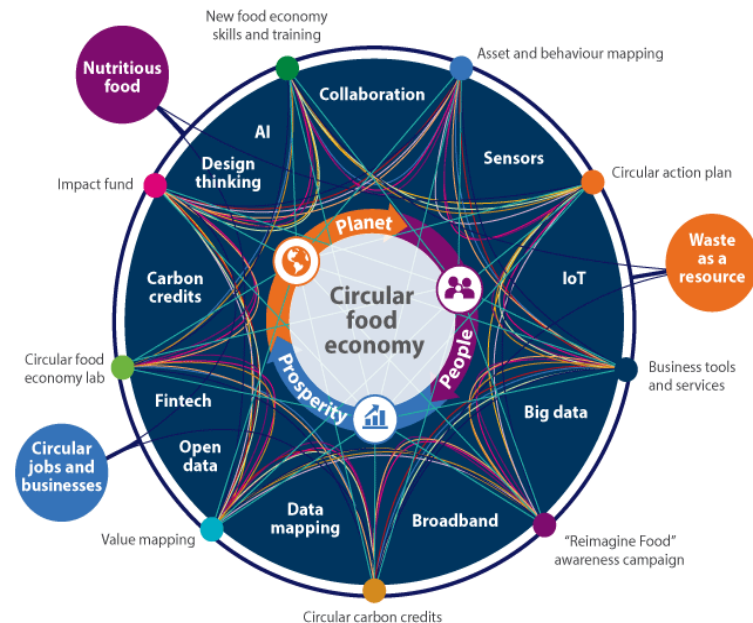 New food economy
skills and training
Asset and behaviour mapping
Nutritious
food
Collaboration
AI
Sensors
Design
thinking
Impact fund
Circular action plan
Planet
Waste
as a
resource
Carbon
credits
IoT
Circular
food
economy
People
Prosperity
Circular food
economy lab
Business tools
and services
Fintech
Big data
Circular
jobs and
businesses
Open
data
Data
mapping
Broadband
Value mapping
“Reimagine Food”
awareness campaign
Circular carbon credits